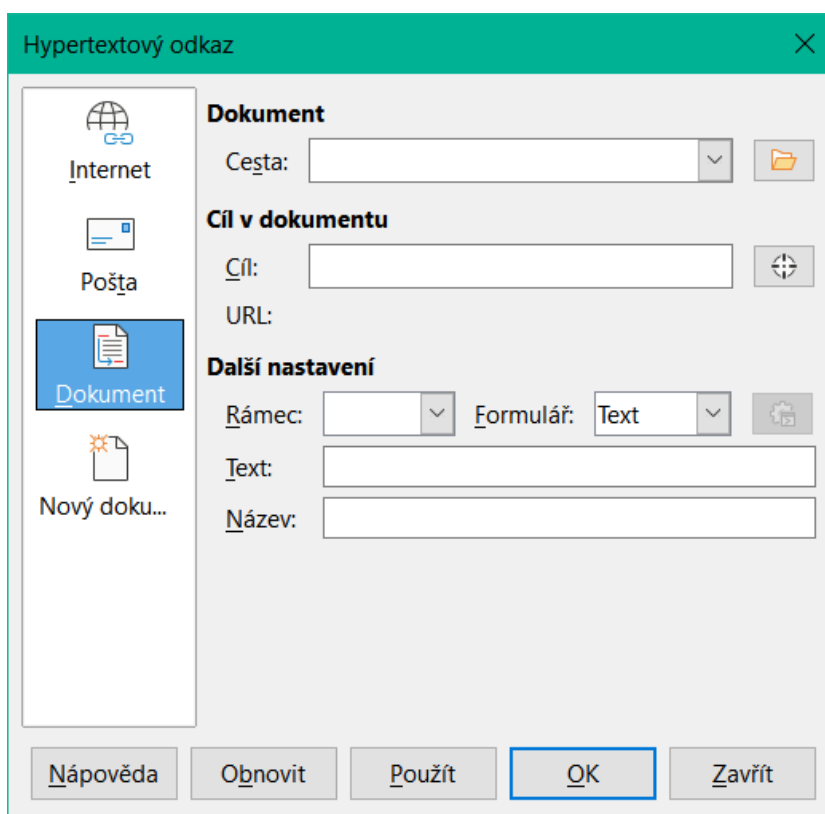 Hypertextový odkaz
Internet
Pošta
Dokument
Nový doku...
Dokument
Cesta:
Cíl v dokumentu
Cíl:
URL:
Další nastavení
Rámec: Formulář: Text
Text:
Název:
Nápověda Obnovit Použít OK Zavřít